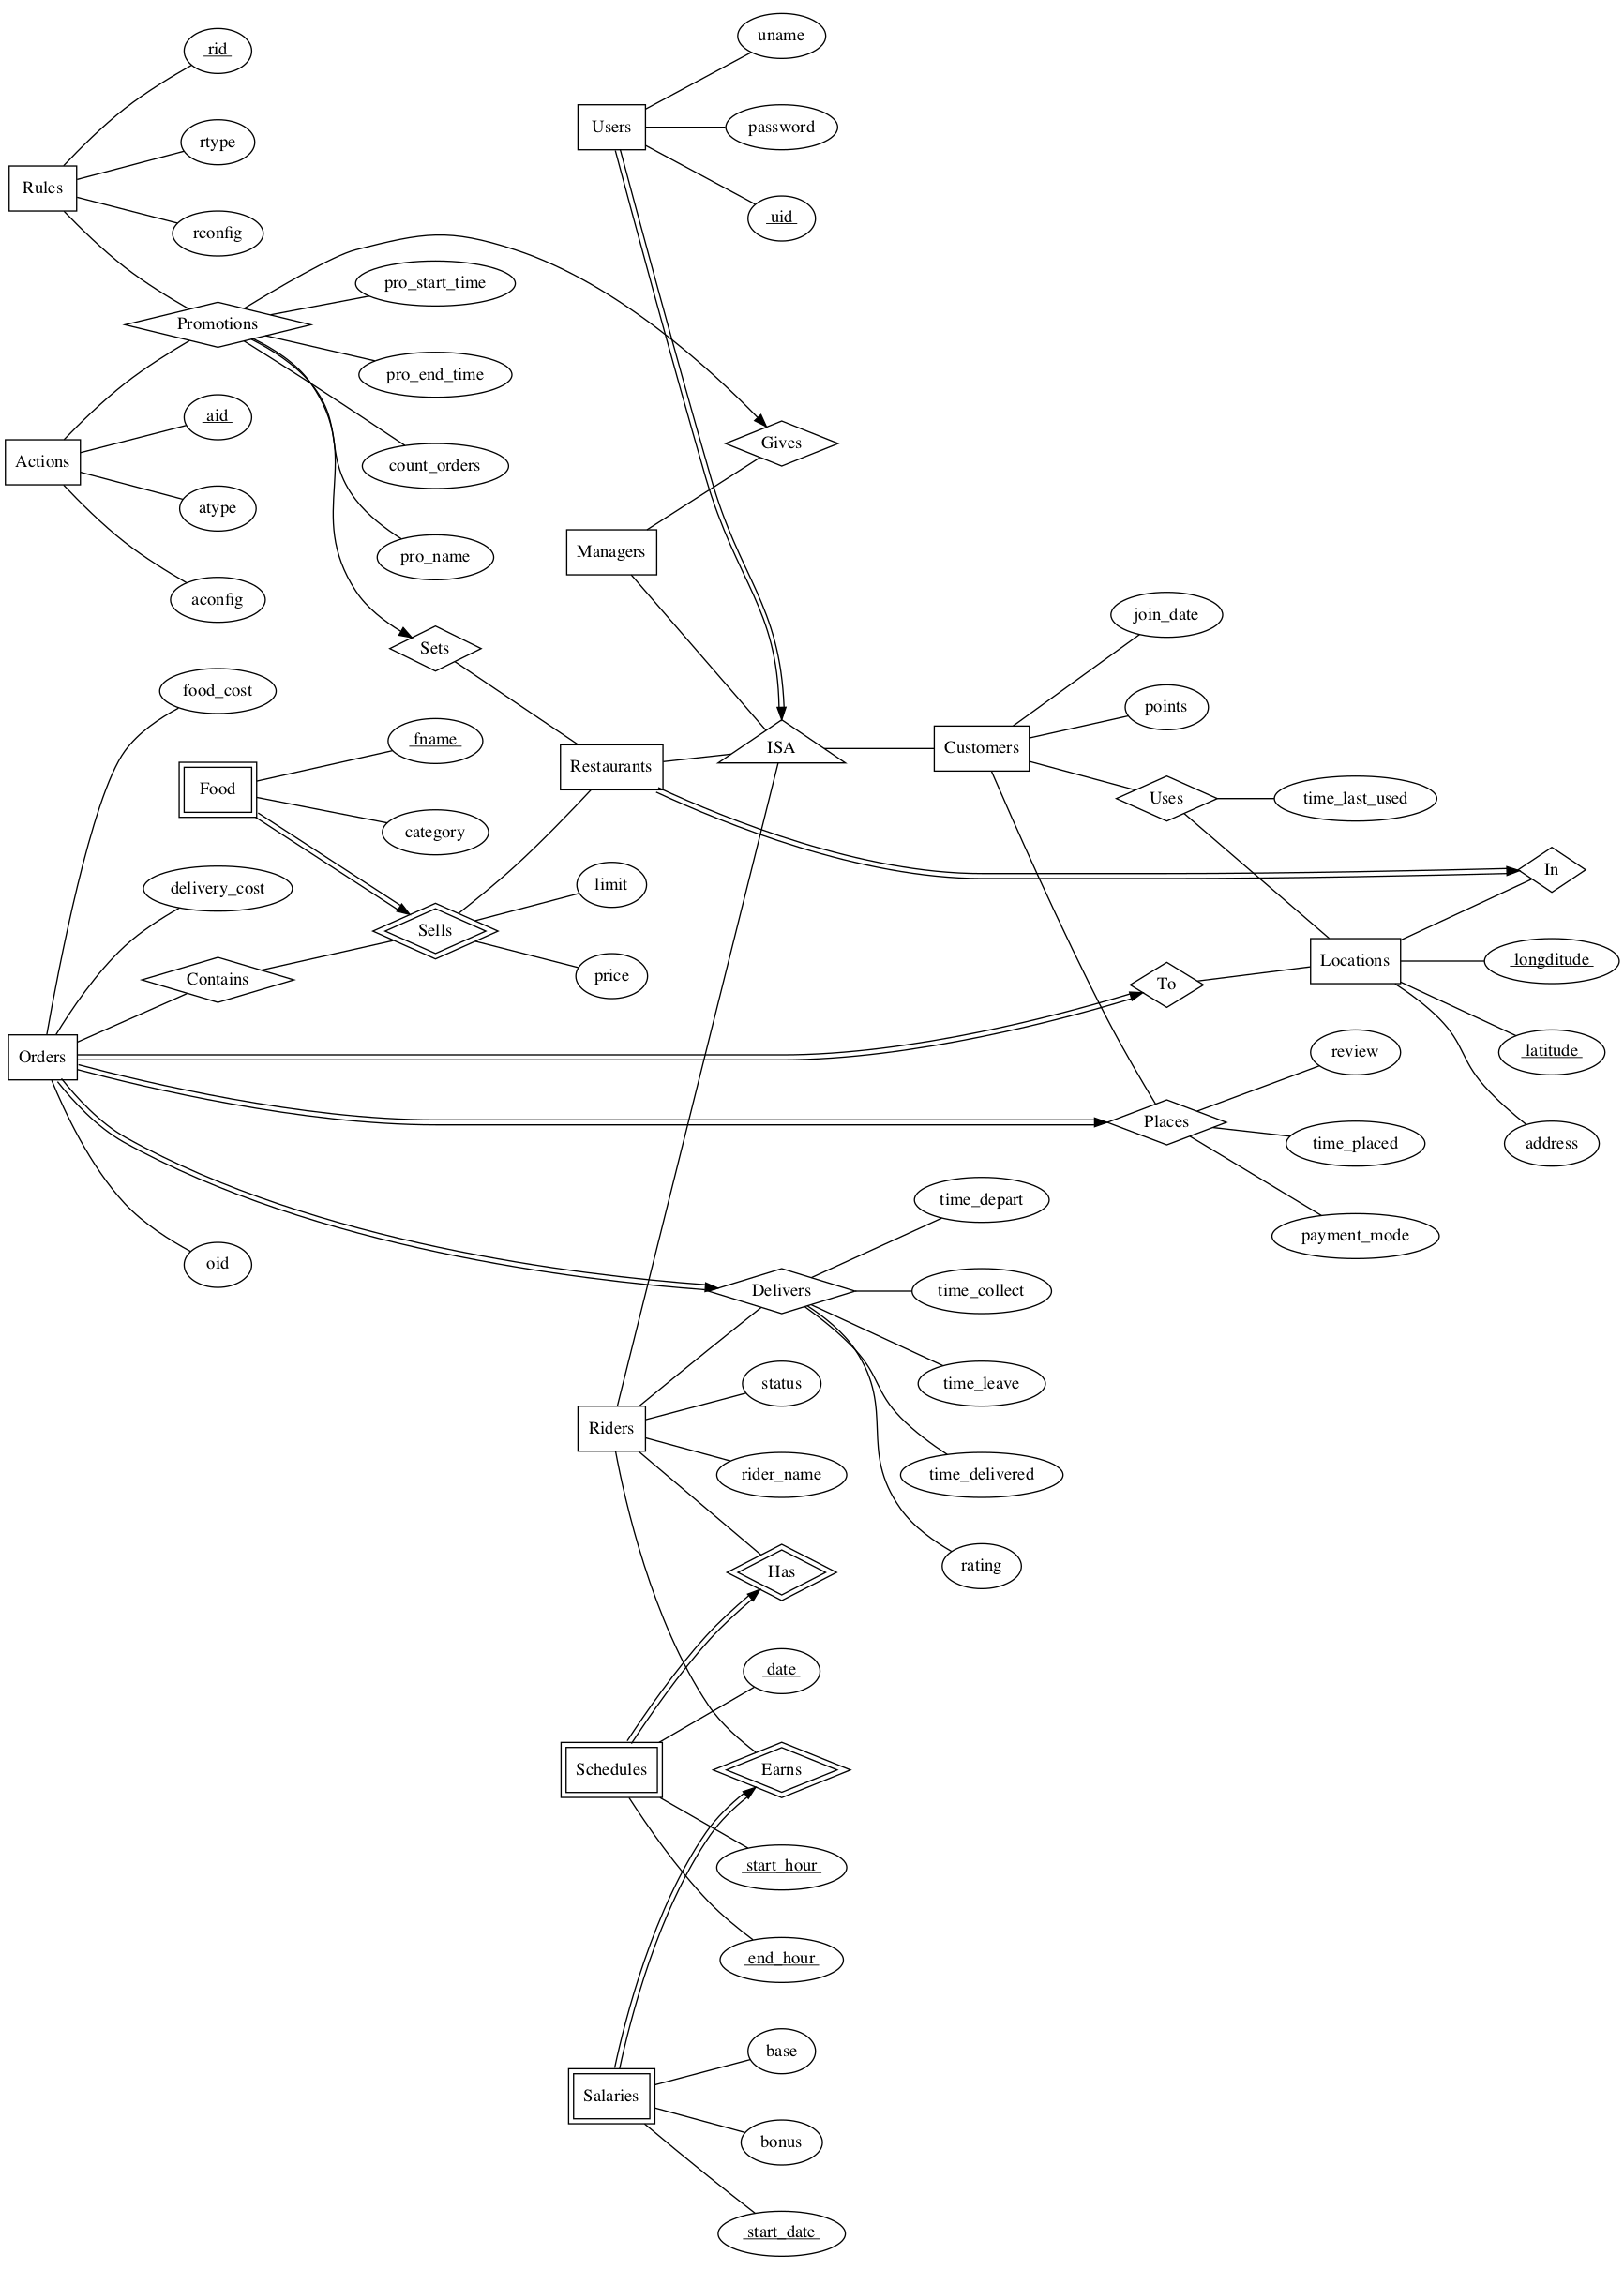 rid
uname
rtype
password
Users
Rules
rconfig
uid
pro_start_time
Promotions
pro_end_time
aid
Gives
Actions
count_orders
atype
pro_name
Managers
aconfig
join_date
Sets
food_cost
points
fname
ISA
Customers
Restaurants
Food
Uses
time_last_used
category
In
limit
delivery_cost
Sells
Locations
longditude
Contains
price
To
Orders
review
latitude
Places
time_placed
address
time_depart
payment_mode
oid
Delivers
time_collect
status
time_leave
Riders
rider_name
time_delivered
rating
Has
date
Schedules
Earns
start_hour
end_hour
base
Salaries
bonus
start_date